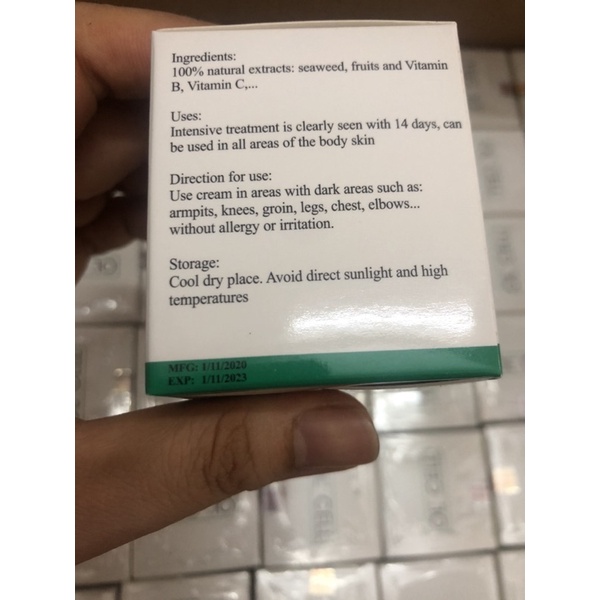 Ingredients:
100% natural extracts: seaweed, fruits and Vitamin
B, Vitamin C,...
Uses:
Intensive treatment is clearly seen with 14 days, can
be used in all areas of the body skin
Direction for use:
Use cream in areas with dark areas such as:
armpits, knees, groin, legs, chest, elbows...
without allergy or irritation.
Storage:
Cool dry place. Avoid direct sunlight and high
temperatures
MFG: 1/11/2020
EXP: 1/11/2023